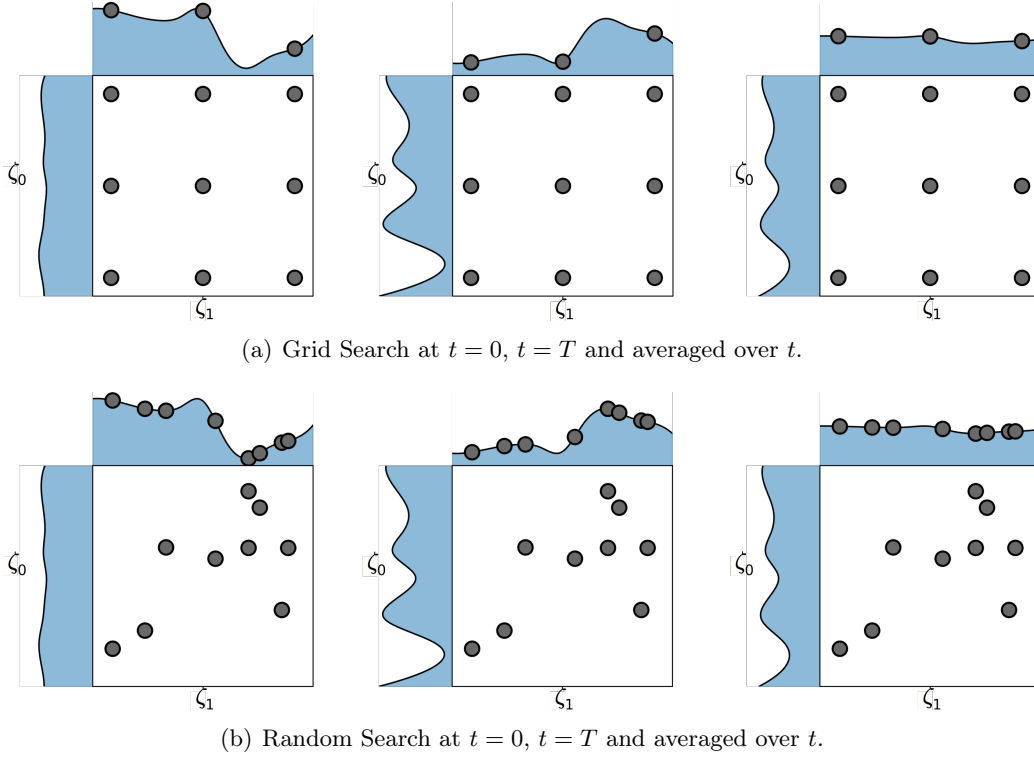 ζ0 ζ0 ζ0
ζ1 ζ1 ζ1
(a) Grid Search at t = 0, t = T and averaged over t.
ζ0 ζ0 ζ0
ζ1 ζ1 ζ1
(b) Random Search at t = 0, t = T and averaged over t.